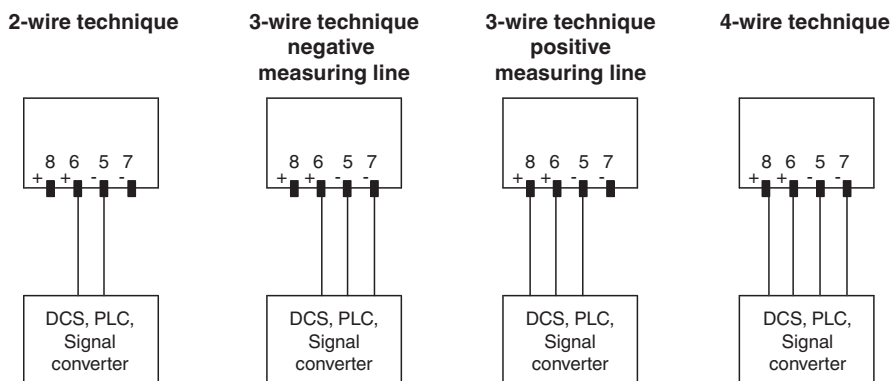 2-wire technique
3-wire technique
negative
measuring line
3-wire technique
positive
measuring line
4-wire technique
8 6 5 7
+ + - -
8 6 5 7
+ + - -
8 6 5 7
+ + - -
8 6 5 7
+ + - -
DCS, PLC,
Signal
converter
DCS, PLC,
Signal
converter
DCS, PLC,
Signal
converter
DCS, PLC,
Signal
converter